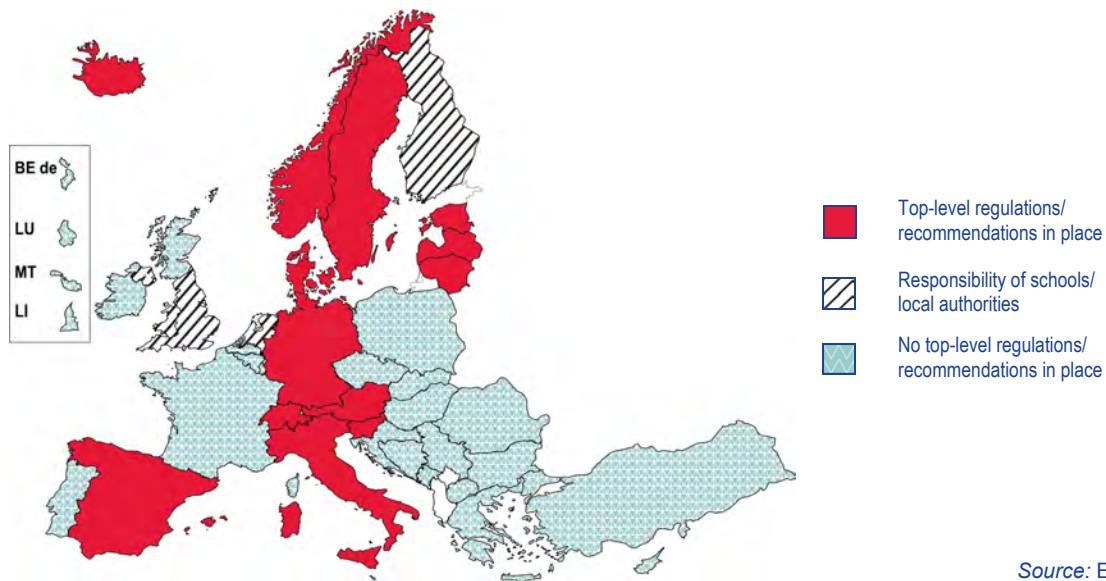 BE de
LU
MT
LI
Top-level regulations/
recommendations in place
Responsibility of schools/
local authorities
No top-level regulations/
recommendations in place
Source: E